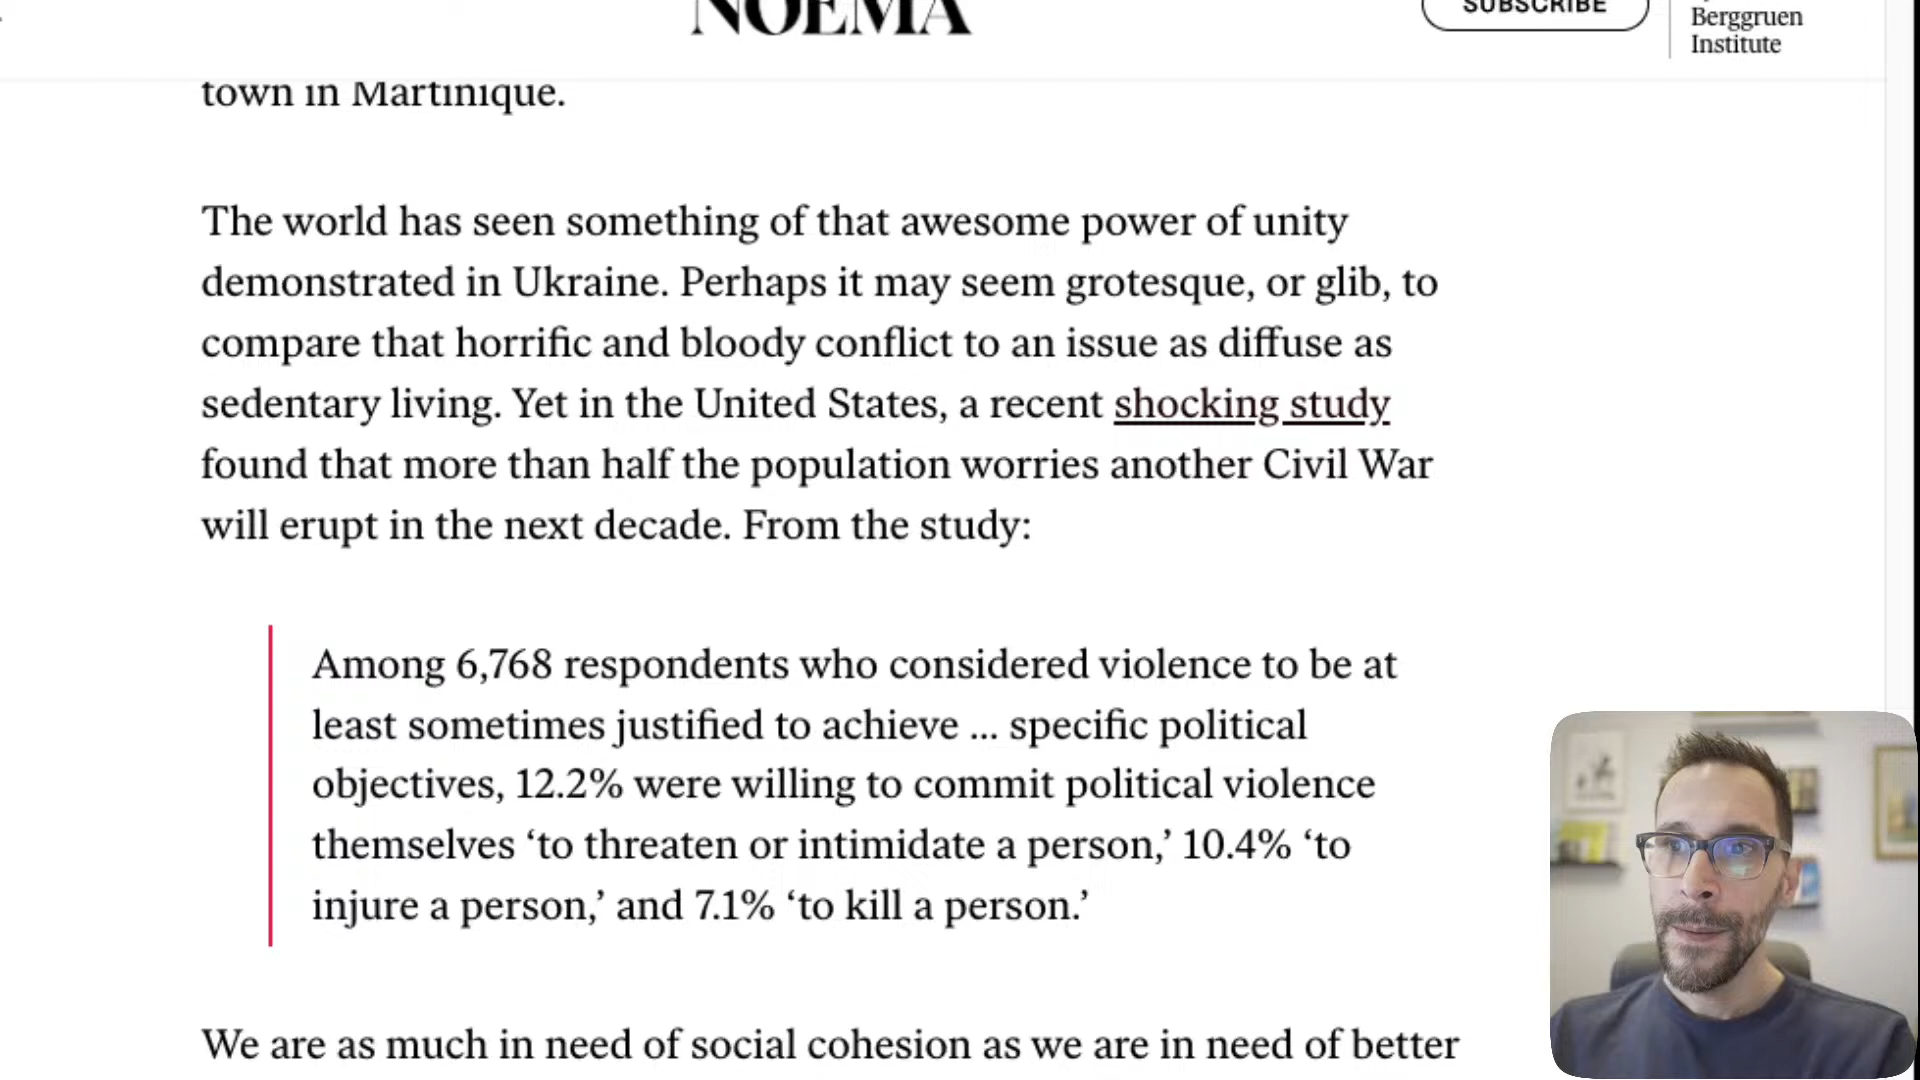 NOEMA
SUBSCRIBE
Berggruen
Institute
town in Martinique.
The world has seen something of that awesome power of unity
demonstrated in Ukraine. Perhaps it may seem grotesque, or glib, to
compare that horrific and bloody conflict to an issue as diffuse as
sedentary living. Yet in the United States, a recent shocking study
found that more than half the population worries another Civil War
will erupt in the next decade. From the study:
Among 6,768 respondents who considered violence to be at
least sometimes justified to achieve ... specific political
objectives, 12.2% were willing to commit political violence
themselves ‘to threaten or intimidate a person,’ 10.4% ‘to
injure a person,’ and 7.1% ‘to kill a person.’
We are as much in need of social cohesion as we are in need of better